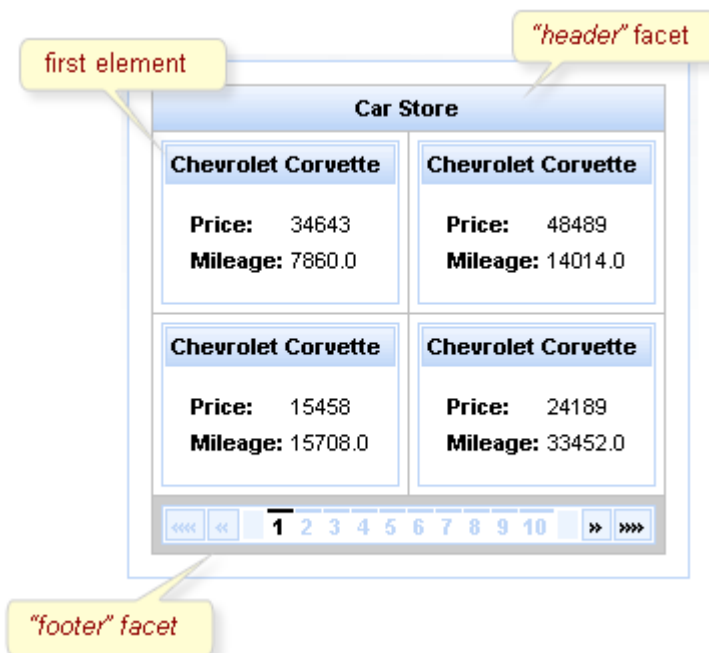 "header" facet
first element
Car Store
Chevrolet Corvette Chevrolet Corvette
Price: 34643 Price: 48489
Mileage: 7860.0 Mileage: 14014.0
Chevrolet Corvette Chevrolet Corvette
Price: 15458 Price: 24189
Mileage: 15708.0 Mileage: 33452.0
«« « 1 2 3 4 5 6 7 8 9 10 » »»
"footer" facet